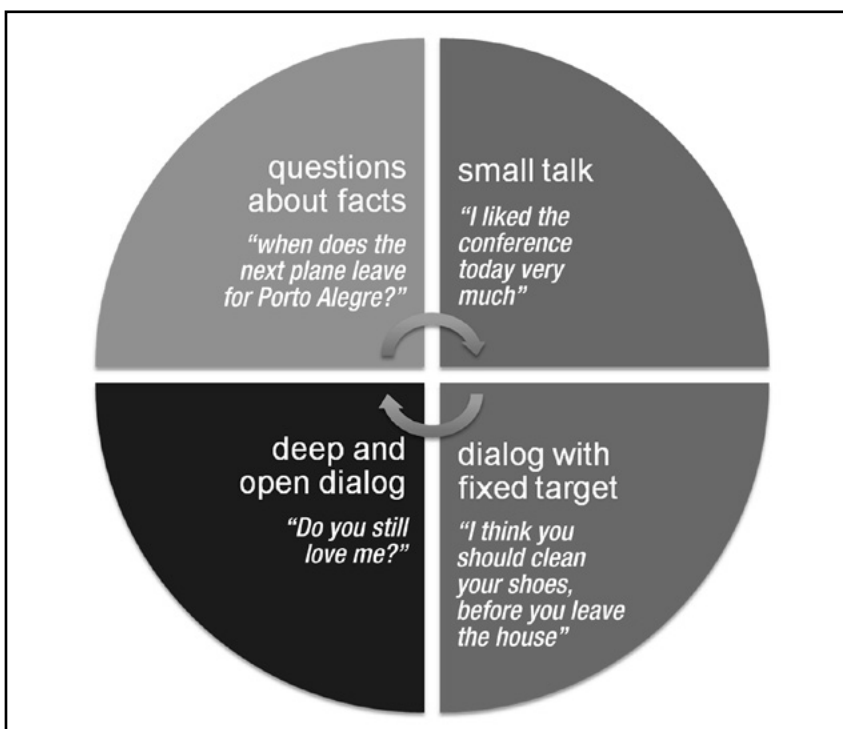 questions
about facts
"when does the
next plane leave
for Porto Alegre?"
small talk
"I liked the
conference
today very
much"
deep and
open dialog
"Do you still
love me?"
dialog with
fixed target
"I think you
should clean
your shoes,
before you leave
the house"